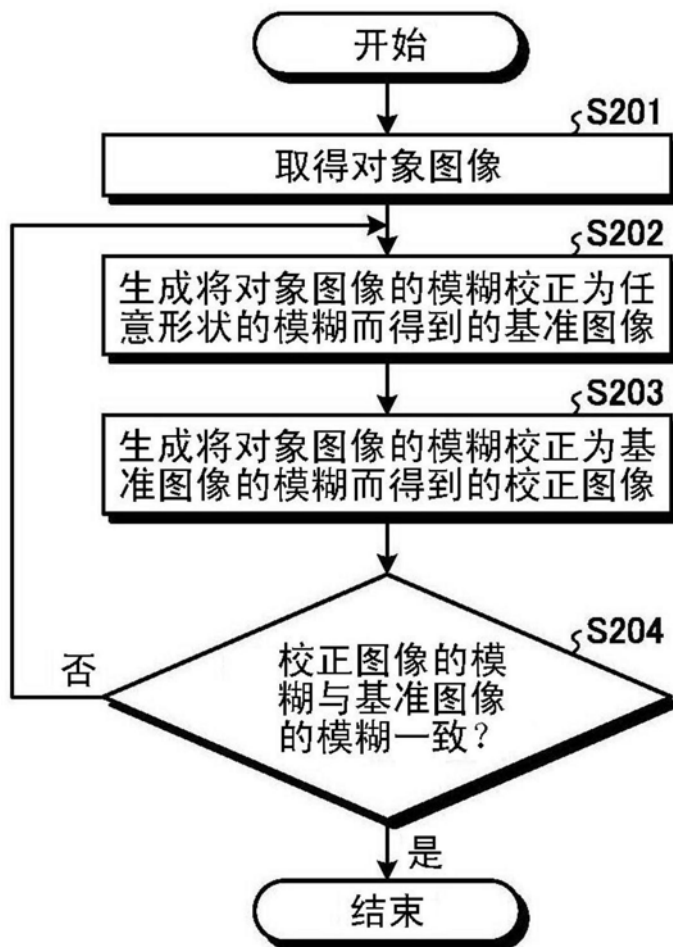 开始
S201
取得对象图像
S202
生成将对象图像的模糊校正为任
意形状的模糊而得到的基准图像
S203
生成将对象图像的模糊校正为基
准图像的模糊而得到的校正图像
S204
校正图像的模
糊与基准图像
的模糊一致？
否
是
结束